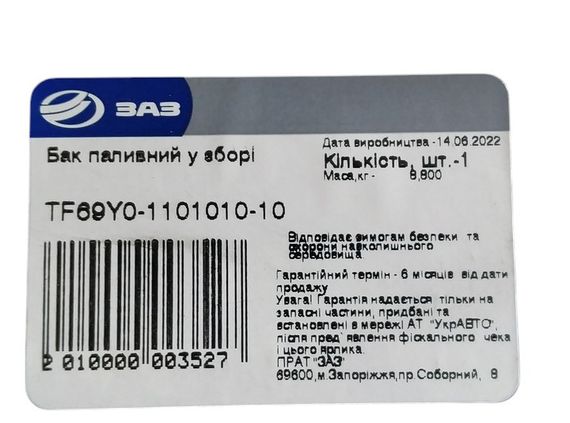 ЗАЗ
Бак паливний у зборі
Дата виробництва -14.06.2022
Кількість, шт.-1
Маса,кг - 8,800
TF69Y0-1101010-10
Відповідає вимогам безпеки та
охорони навколишнього
середовища
Гарантійний термін - 6 місяців від дати
продажу
Увага! Гарантія надається тільки на
запасні частини, придбані та
встановлені в мережі АТ "УкрАВТО",
після пред'явлення фіскального чека
і цього ярлика.
ПРАТ "ЗАЗ"
69600,м.Запоріжжя,пр.Соборний, 8
2 010000 003527